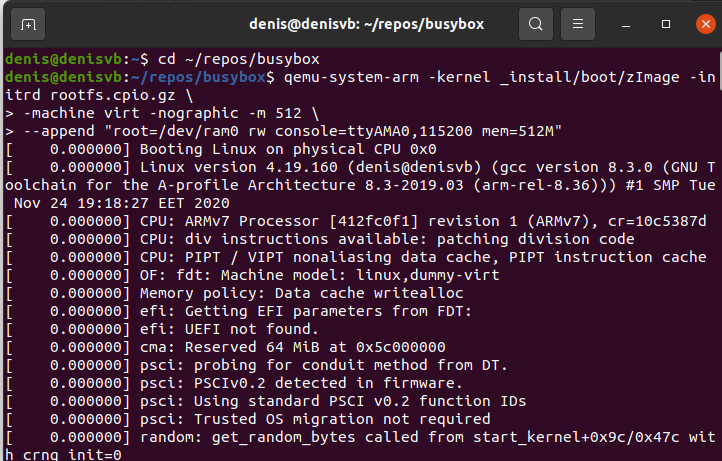 denis@denisvb: ~/repos/busybox
denis@denisvb:~$ cd ~/repos/busybox
denis@denisvb:~/repos/busybox$ qemu-system-arm -kernel _install/boot/zImage -in
itrd rootfs.cpio.gz \
> -machine virt -nographic -m 512 \
> --append "root=/dev/ram0 rw console=ttyAMA0,115200 mem=512M"
[    0.000000] Booting Linux on physical CPU 0x0
[    0.000000] Linux version 4.19.160 (denis@denisvb) (gcc version 8.3.0 (GNU T
oolchain for the A-profile Architecture 8.3-2019.03 (arm-rel-8.36))) #1 SMP Tue
 Nov 24 19:18:27 EET 2020
[    0.000000] CPU: ARMv7 Processor [412fc0f1] revision 1 (ARMv7), cr=10c5387d
[    0.000000] CPU: div instructions available: patching division code
[    0.000000] CPU: PIPT / VIPT nonaliasing data cache, PIPT instruction cache
[    0.000000] OF: fdt: Machine model: linux,dummy-virt
[    0.000000] Memory policy: Data cache writealloc
[    0.000000] efi: Getting EFI parameters from FDT:
[    0.000000] efi: UEFI not found.
[    0.000000] cma: Reserved 64 MiB at 0x5c000000
[    0.000000] psci: probing for conduit method from DT.
[    0.000000] psci: PSCIv0.2 detected in firmware.
[    0.000000] psci: Using standard PSCI v0.2 function IDs
[    0.000000] psci: Trusted OS migration not required
[    0.000000] random: get_random_bytes called from start_kernel+0x9c/0x47c wit
h crng init=0